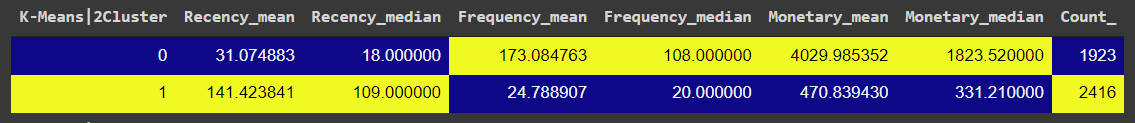 K-Means|2Cluster Recency_mean Recency_median Frequency_mean Frequency_median Monetary_mean Monetary_median Count_
0 31.074883 18.000000 173.084763 108.000000 4029.985352 1823.520000 1923
1 141.423841 109.000000 24.788907 20.000000 470.839430 331.210000 2416